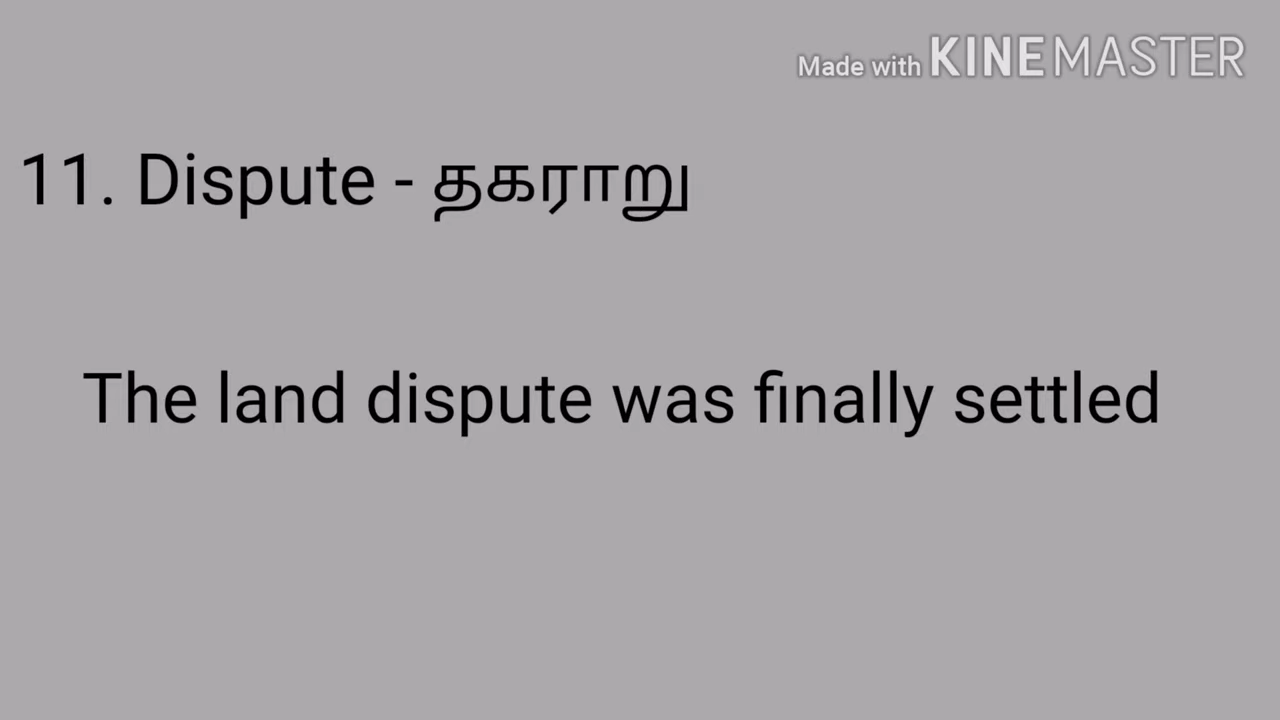 Made with KINEMASTER
11. Dispute - தகராறு
The land dispute was finally settled